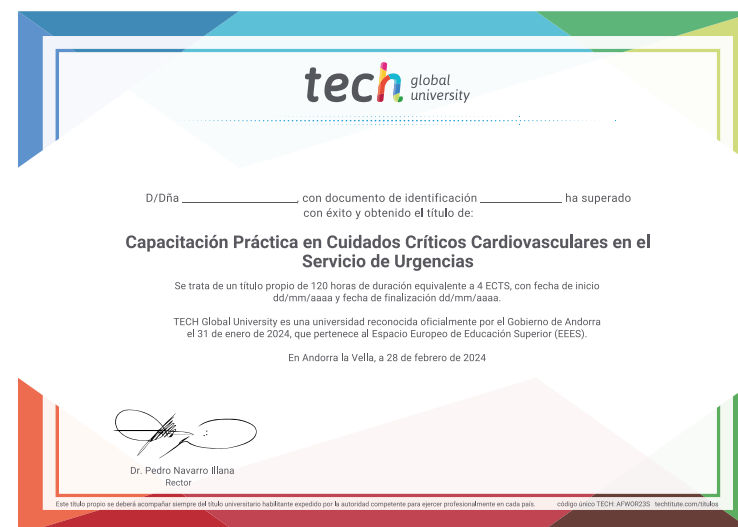 tech global university
D/Dña ____________________, con documento de identificación ______________ ha superado
con éxito y obtenido el título de:
Capacitación Práctica en Cuidados Críticos Cardiovasculares en el
Servicio de Urgencias
Se trata de un título propio de 120 horas de duración equivalente a 4 ECTS, con fecha de inicio
dd/mm/aaaa y fecha de finalización dd/mm/aaaa.
TECH Global University es una universidad reconocida oficialmente por el Gobierno de Andorra
el 31 de enero de 2024, que pertenece al Espacio Europeo de Educación Superior (EEES).
En Andorra la Vella, a 28 de febrero de 2024
Dr. Pedro Navarro Illana
Rector
Este título propio se deberá acompañar siempre del título universitario habilitante expedido por la autoridad competente para ejercer profesionalmente en cada país. código único TECH: AFWOR23S techtitute.com/titulos